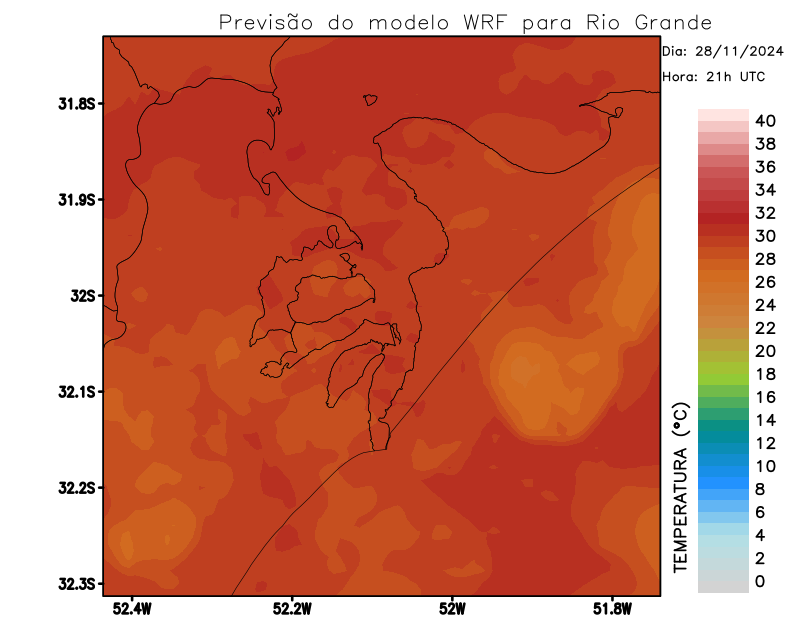 Previsão do modelo WRF para Rio Grande
Dia: 28/11/2024
Hora: 21h UTC
31.8S
31.9S
32S
32.1S
32.2S
32.3S
52.4W
52.2W
52W
51.8W
TEMPERATURA (°C)
40
38
36
34
32
30
28
26
24
22
20
18
16
14
12
10
8
6
4
2
0